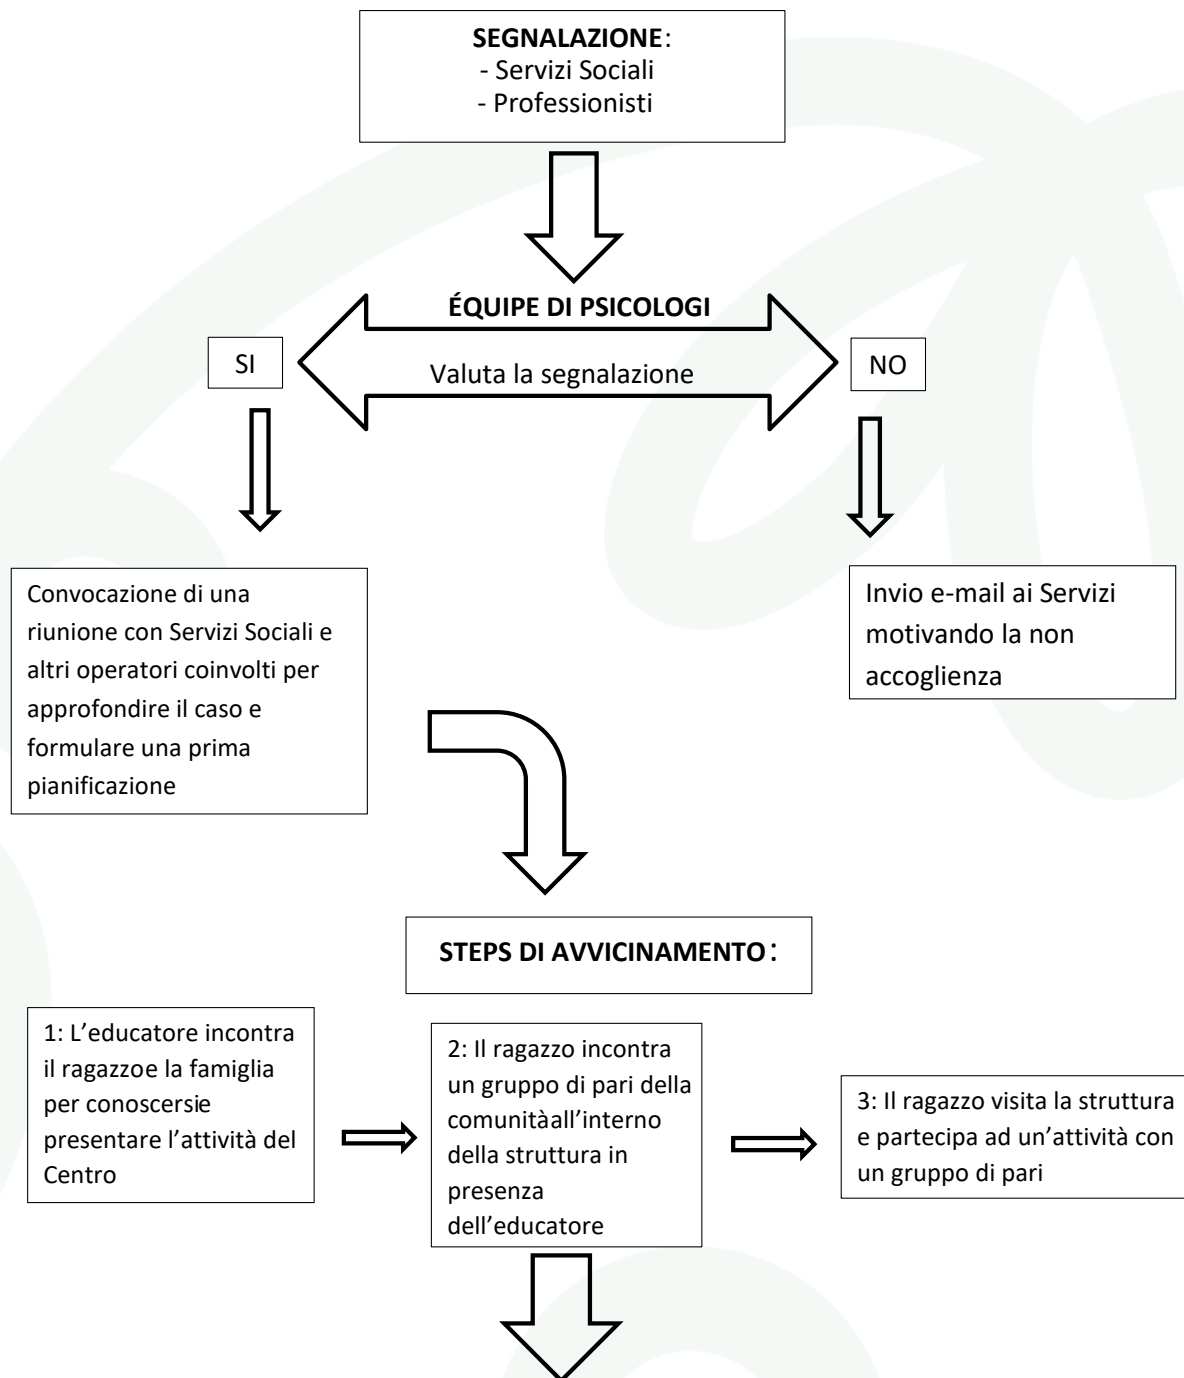 SEGNALAZIONE:
- Servizi Sociali
- Professionisti
ÉQUIPE DI PSICOLOGI
Valuta la segnalazione
SI
NO
Convocazione di una
riunione con Servizi Sociali e
altri operatori coinvolti per
approfondire il caso e
formulare una prima
pianificazione
Invio e-mail ai Servizi
motivando la non
accoglienza
STEPS DI AVVICINAMENTO:
1: L’educatore incontra
il ragazzoe la famiglia
per conoscersie
presentare l’attività del
Centro
2: Il ragazzo incontra
un gruppo di pari della
comunitàall’interno
della struttura in
presenza
dell’educatore
3: Il ragazzo visita la struttura
e partecipa ad un’attività con
un gruppo di pari